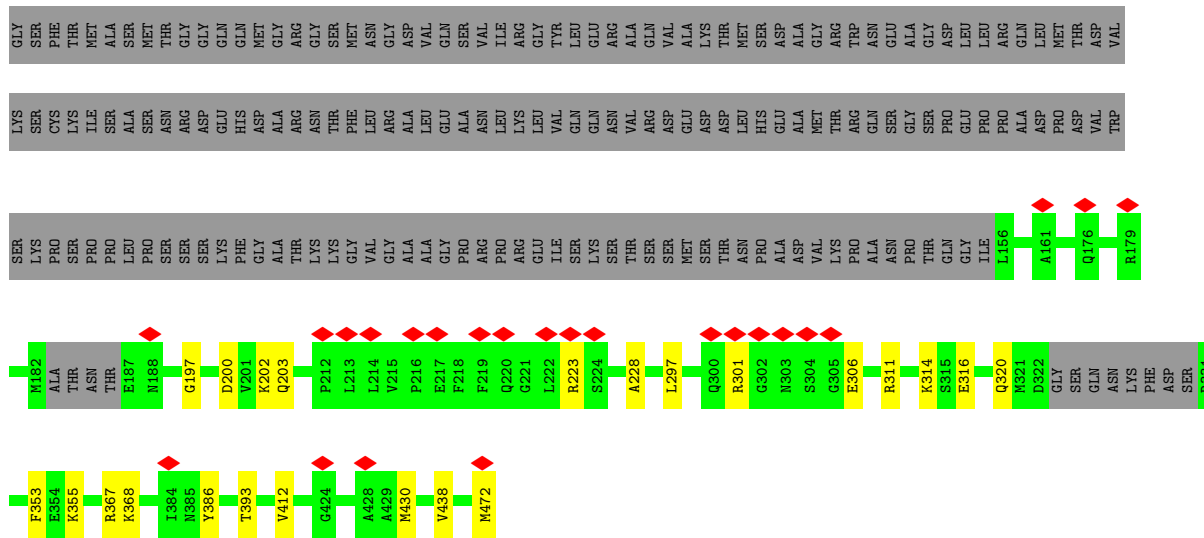 GLY SER PHE THR MET ALA SER MET THR GLY GLY GLN GLN MET GLY ARG GLY SER MET ASN GLY ASP VAL GLN SER VAL ILE ARG GLY TYR LEU GLU ARG ALA GLN VAL ALA LYS THR MET SER ASP ALA GLY ARG TRP ASN GLU ALA GLY ASP LEU LEU ARG GLN LEU MET THR ASP VAL
LYS SER CYS LYS ILE SER ALA SER ASN ARG ASP GLU HIS ASP ALA ARG ASN THR PHE LEU ARG ALA LEU GLU ALA ASN LEU LYS LEU VAL GLN GLN ASN VAL ARG ASP GLU ASP ASP LEU HIS GLU ALA MET THR ARG GLN SER GLY SER PRO GLU PRO PRO ALA ASP PRO ASP VAL TRP
SER LYS PRO SER PRO PRO LEU PRO SER SER SER LYS PHE GLY ALA THR LYS LYS GLY VAL GLY ALA ALA GLY PRO ARG PRO ARG GLU ILE SER LYS SER THR SER SER MET SER THR ASN PRO ALA ASP VAL LYS PRO ALA ASN PRO THR GLN GLY ILE L156 A161 Q176 R179
M182 ALA THR ASN THR E187 N188 G197 D200 V201 K202 Q203 P212 L213 L214 V215 P216 E217 F218 F219 Q220 G221 L222 R223 S224 A228 L297 Q300 R301 G302 N303 S304 G305 E306 R311 K314 S315 E316 Q320 M321 D322 GLY SER GLN ASN LYS PHE ASP SER
F353 E354 K355 R367 K368 I384 N385 Y386 T393 V412 G424 A428 A429 M430 V438 M472